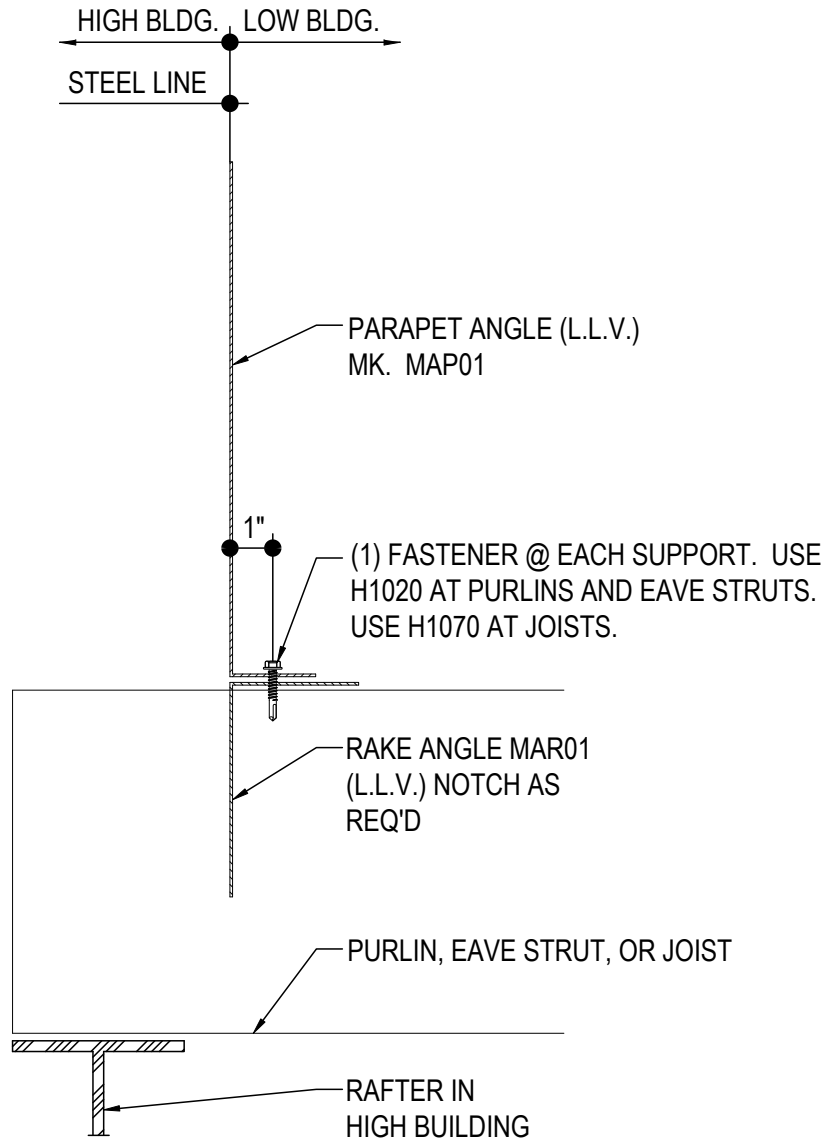 HIGH BLDG. LOW BLDG.
STEEL LINE
PARAPET ANGLE (L.L.V.)
MK. MAP01
1"
(1) FASTENER @ EACH SUPPORT. USE
H1020 AT PURLINS AND EAVE STRUTS.
USE H1070 AT JOISTS.
RAKE ANGLE MAR01
(L.L.V.) NOTCH AS
REQ'D
PURLIN, EAVE STRUT, OR JOIST
RAFTER IN
HIGH BUILDING